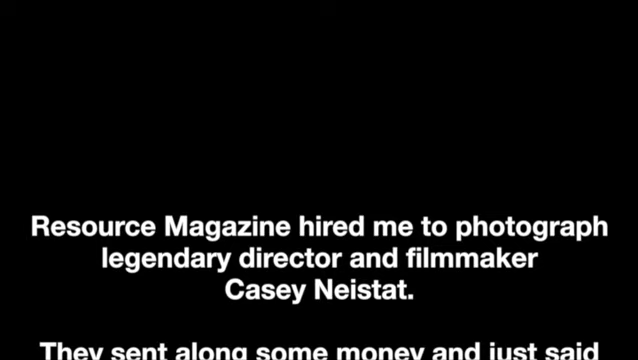 Resource Magazine hired me to photograph
legendary director and filmmaker
Casey Neistat.
They sent along some money and just said